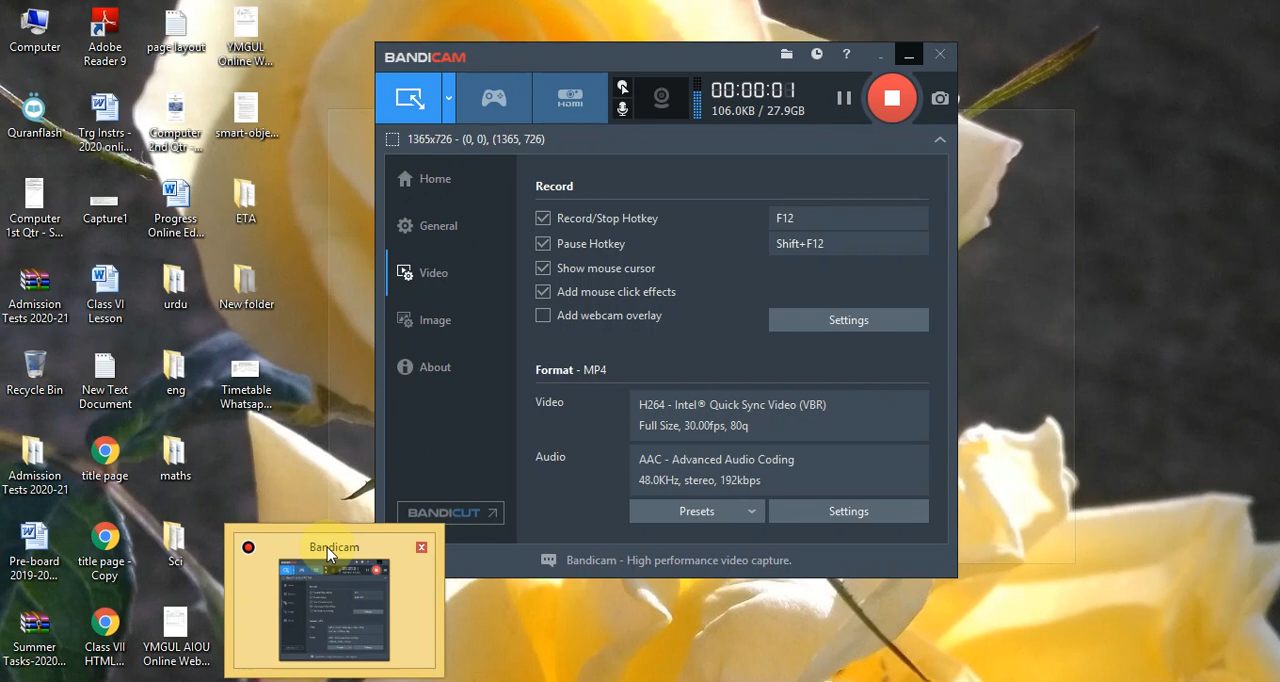 Computer
Adobe
Reader 9
page layout
YMGUL
Online W...
Quranflash
Trg Instrs -
2020 onli...
Computer
2nd Qtr -...
smart-obje...
Computer
1st Qtr - S...
Capture1
Progress
Online Ed...
ETA
Admission
Tests 2020-21
Class VI
Lesson
urdu
New folder
Recycle Bin
New Text
Document
eng
Timetable
Whatsap...
Admission
Tests 2020-21
title page
maths
Pre-board
2019-20...
title page -
Copy
Sci
Summer
Tasks-2020...
Class VII
HTML...
YMGUL AIOU
Online Web...
BANDICAM
?
HDMI
00:00:01
106.0KB / 27.9GB
1365x726 - (0, 0), (1365, 726)
Home
General
Video
Image
About
BANDICUT
Record
Record/Stop Hotkey
F12
Pause Hotkey
Shift+F12
Show mouse cursor
Add mouse click effects
Add webcam overlay
Settings
Format - MP4
Video
H264 - Intel® Quick Sync Video (VBR)
Full Size, 30.00fps, 80q
Audio
AAC - Advanced Audio Coding
48.0KHz, stereo, 192kbps
Presets
Settings
Bandicam - High performance video capture.
Bandicam